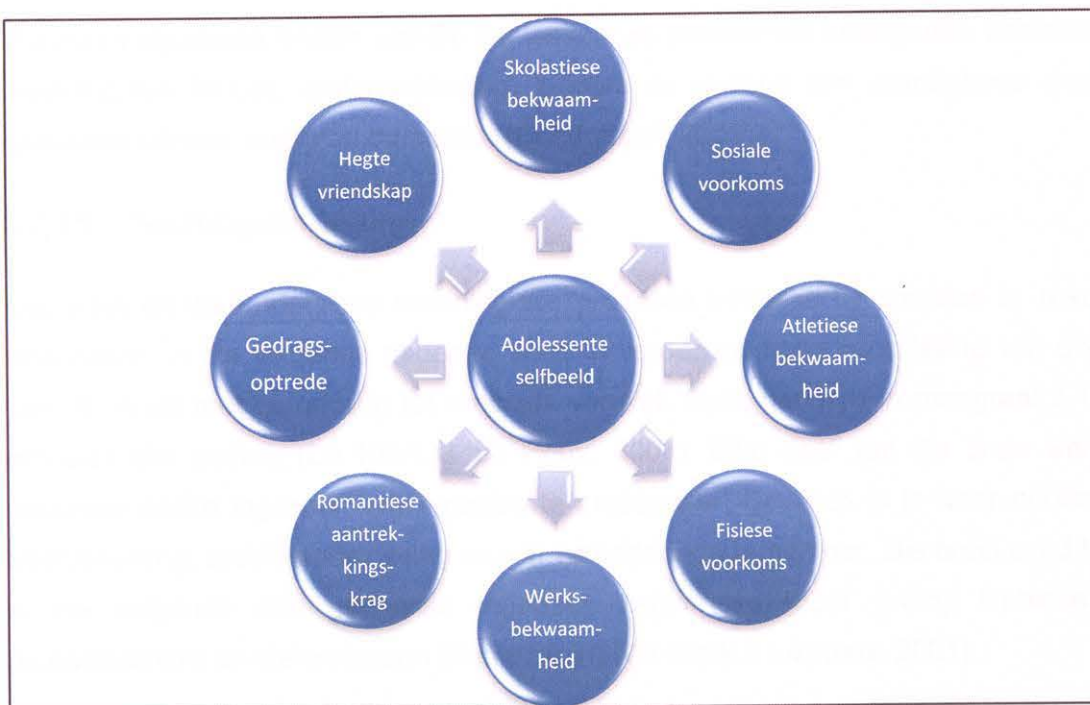 Skolastiese
bekwaam-
heid
Sosiale
voorkoms
Atletiese
bekwaam-
heid
Fisiese
voorkoms
Werks-
bekwaam-
heid
Romantiese
aantrek-
kings-
krag
Gedrags-
optrede
Hegte
vriendskap
Adolessente
selfbeeld